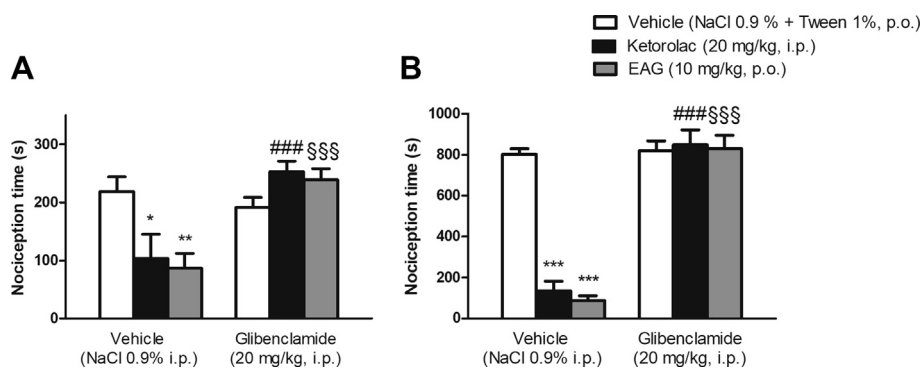 Vehicle (NaCl 0.9 % + Tween 1%, p.o.)
Ketorolac (20 mg/kg, i.p.)
EAG (10 mg/kg, p.o.)
A
Nociception time (s)
300
200
100
0
*
**
###
§§§
Vehicle
(NaCl 0.9% i.p.)
Glibenclamide
(20 mg/kg, i.p.)
B
Nociception time (s)
1000
800
600
400
200
0
***
***
###
§§§
Vehicle
(NaCl 0.9% i.p.)
Glibenclamide
(20 mg/kg, i.p.)